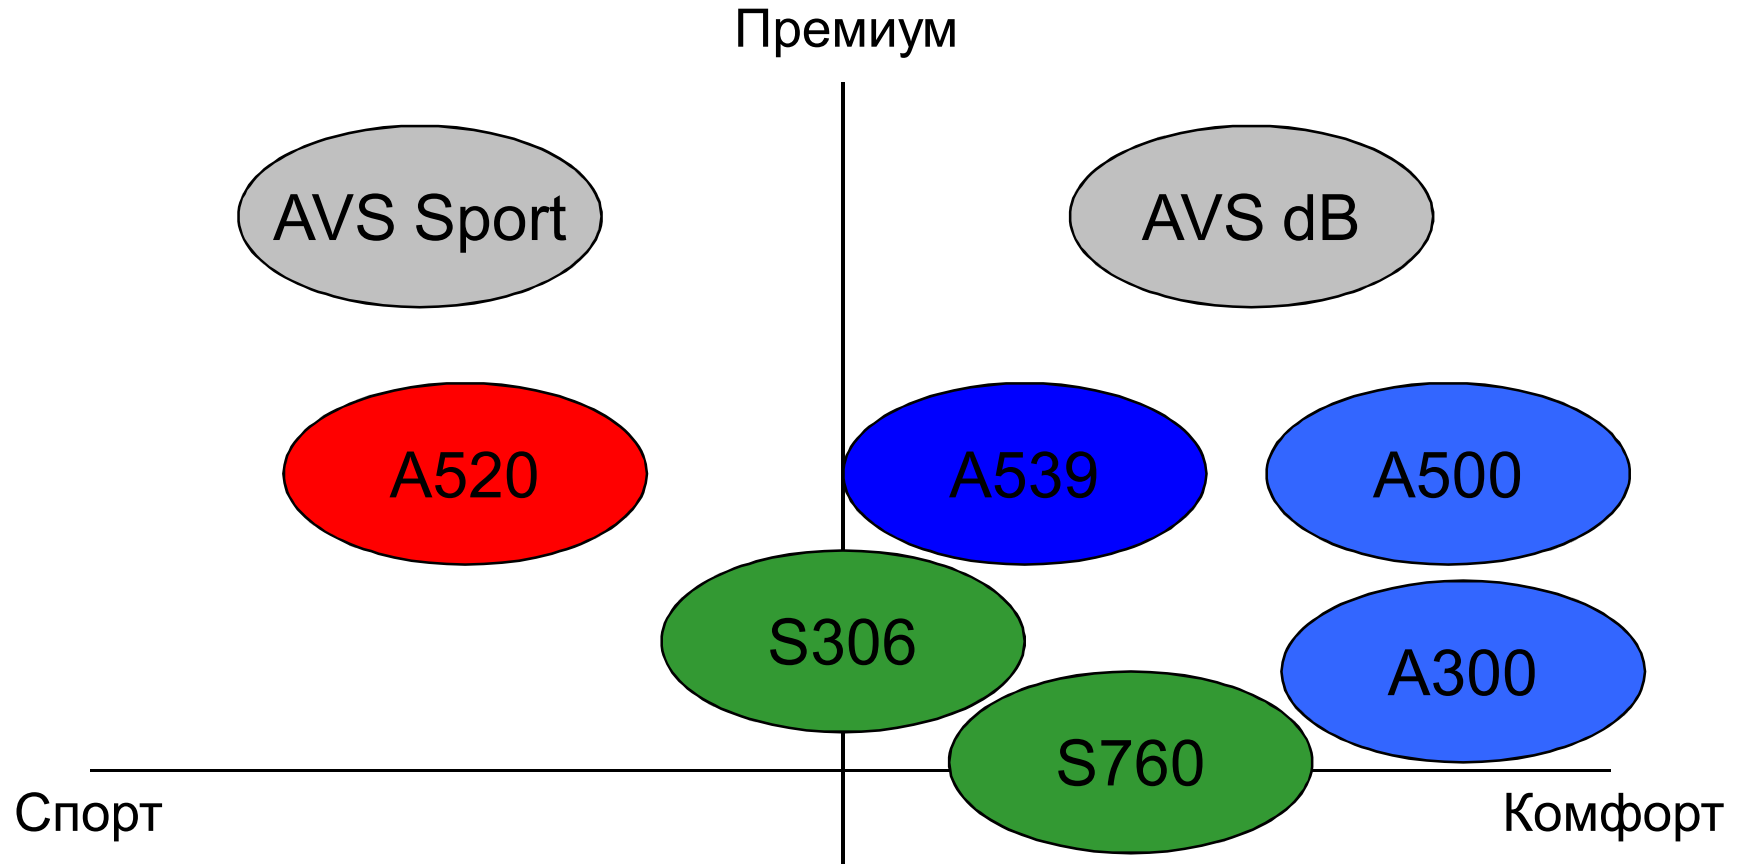 Премиум
AVS Sport
AVS dB
A520
A539
A500
S306
A300
S760
Спорт
Комфорт